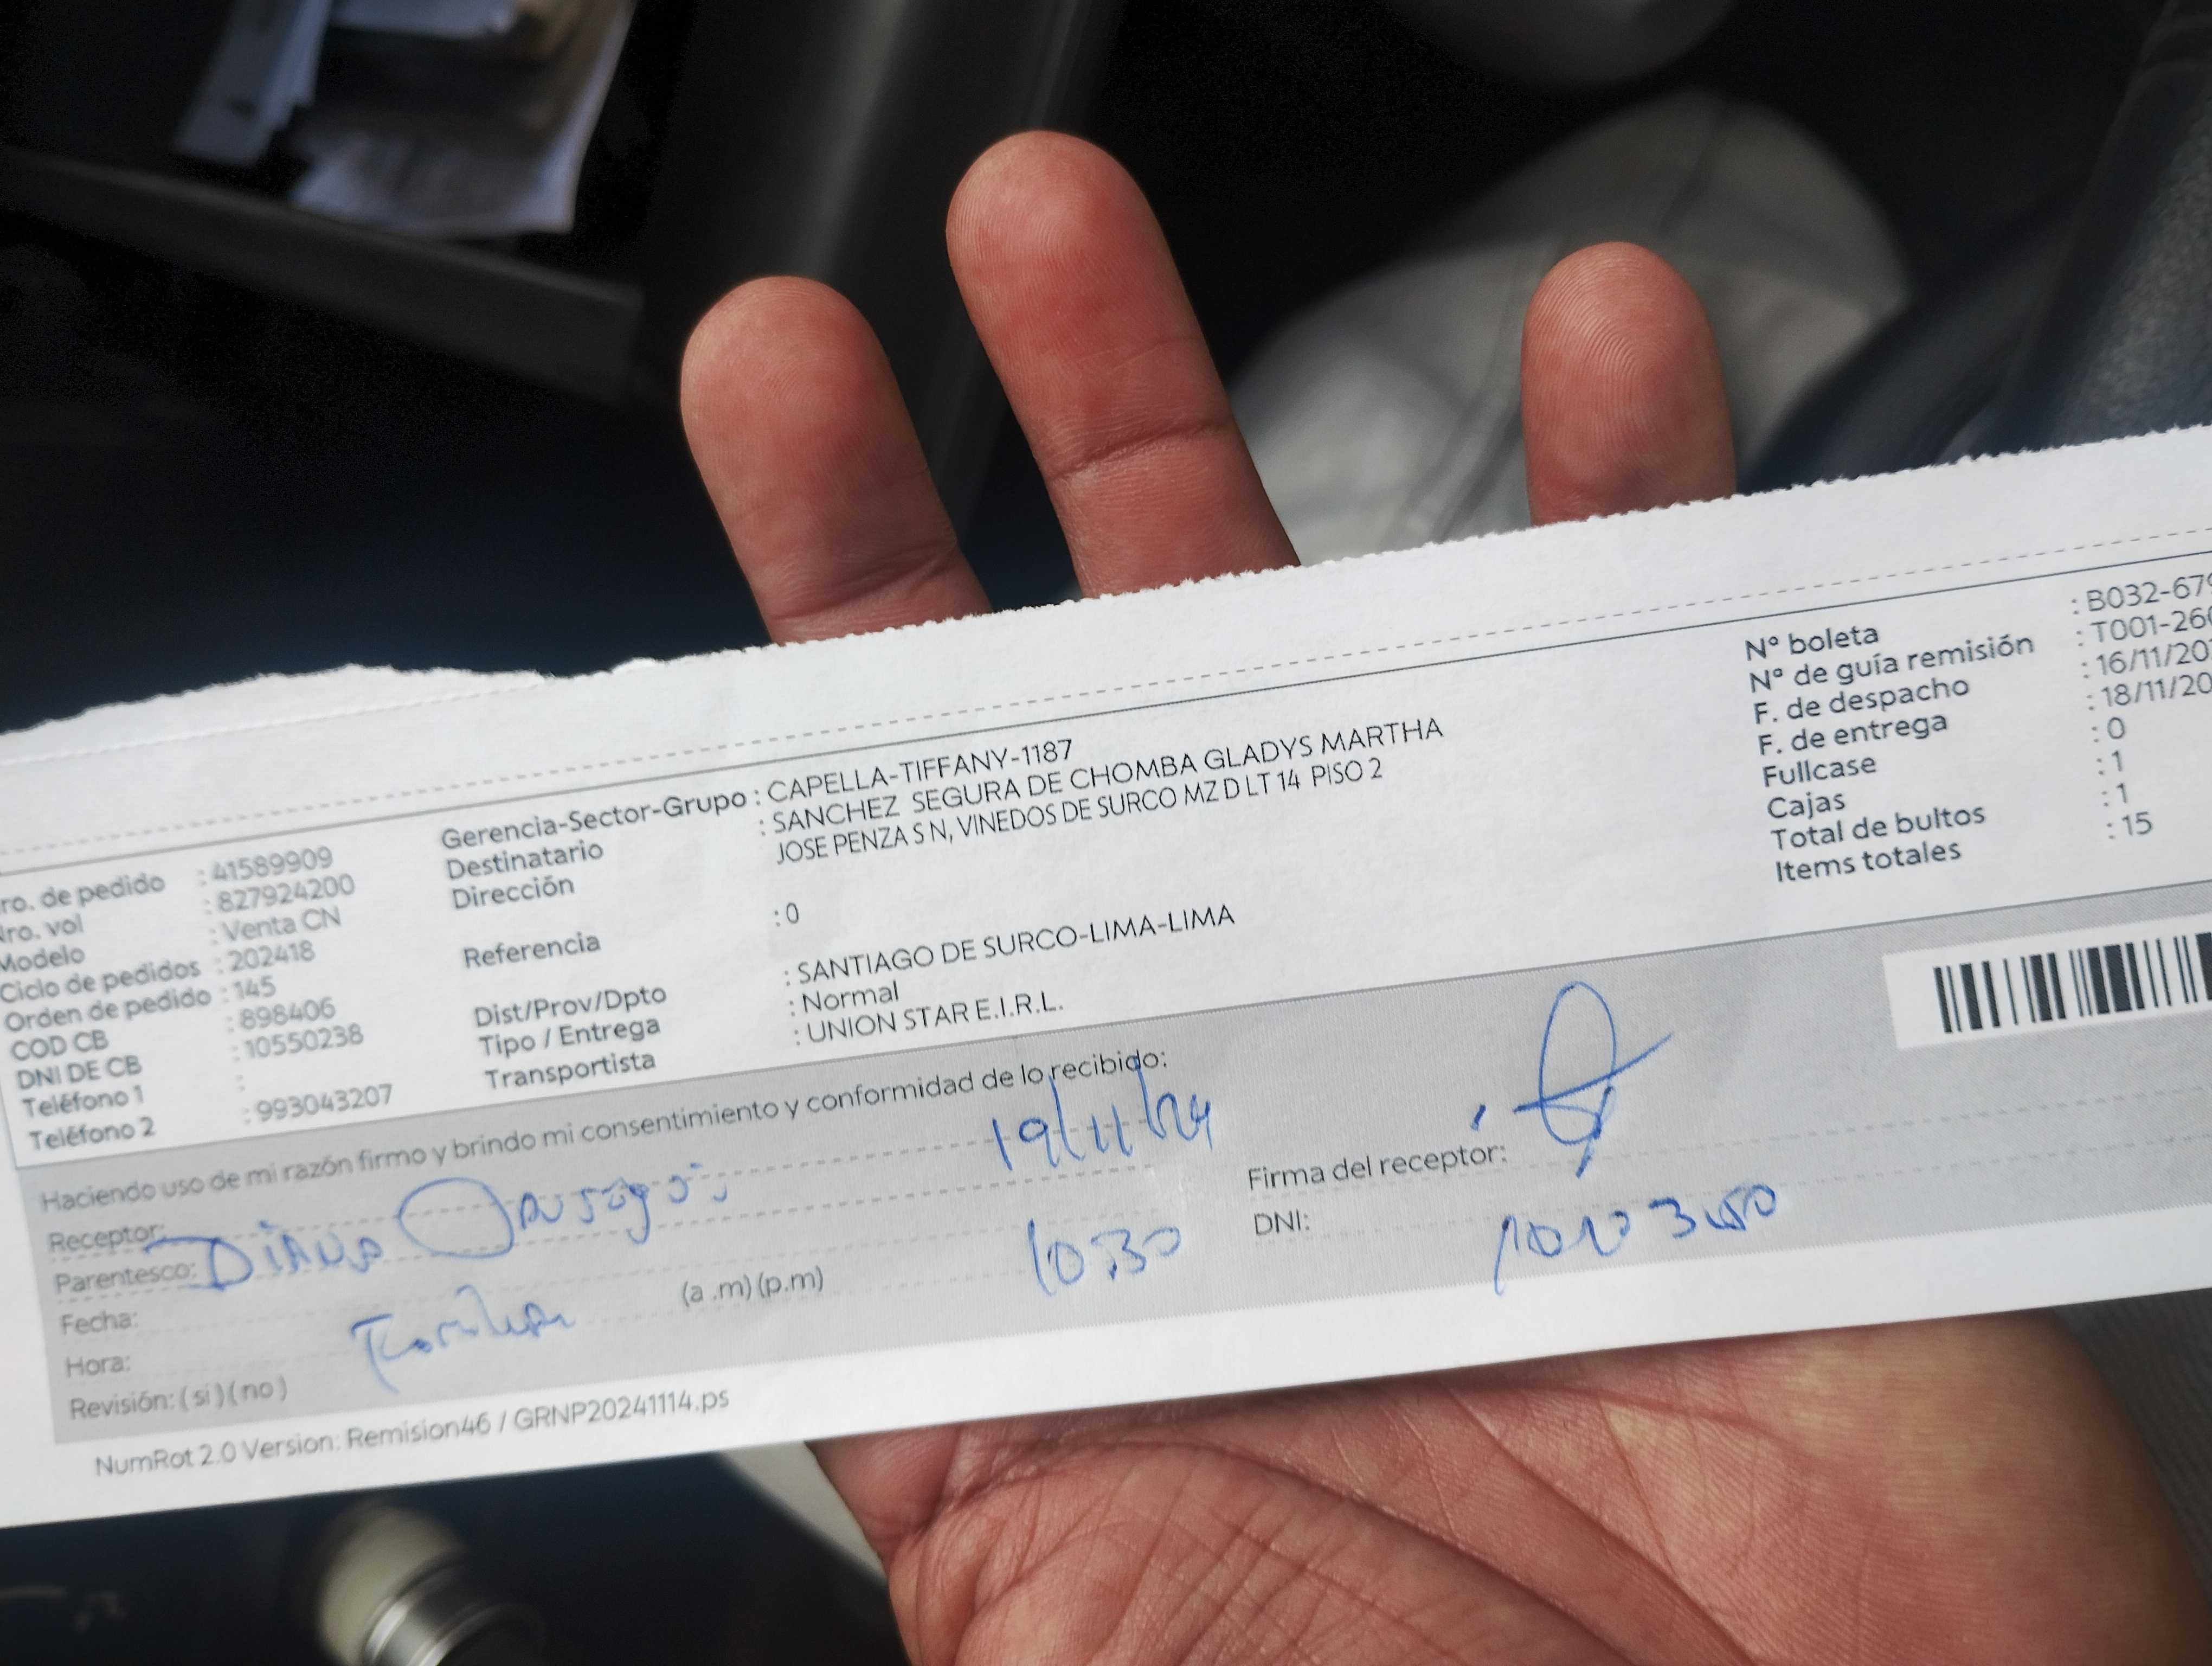 ro. de pedido : 41589909
Nro. vol : 827924200
Modelo : Venta CN
Ciclo de pedidos : 202418
Orden de pedido : 145
COD CB : 898406
DNI DE CB : 10550238
Teléfono 1 :
Teléfono 2 : 993043207
Gerencia-Sector-Grupo : CAPELLA-TIFFANY-1187
Destinatario : SANCHEZ SEGURA DE CHOMBA GLADYS MARTHA
Dirección JOSE PENZA S N, VINEDOS DE SURCO MZ D LT 14 PISO 2
Referencia : 0
Dist/Prov/Dpto : SANTIAGO DE SURCO-LIMA-LIMA
Tipo / Entrega : Normal
Transportista : UNION STAR E.I.R.L.
Nº boleta : B032-679
Nº de guía remisión : T001-260
F. de despacho : 16/11/20
F. de entrega : 18/11/20
Fullcase : 0
Cajas : 1
Total de bultos : 1
Items totales : 15
Haciendo uso de mi razón firmo y brindo mi consentimiento y conformidad de lo recibido:
Receptor:
Parentesco: Diana
Fecha: 19/11/24
Hora: (a .m) (p.m) 10:30
Revisión: ( si ) ( no )
Firma del receptor:
DNI:
NumRot 2.0 Version: Remision46 / GRNP20241114.ps